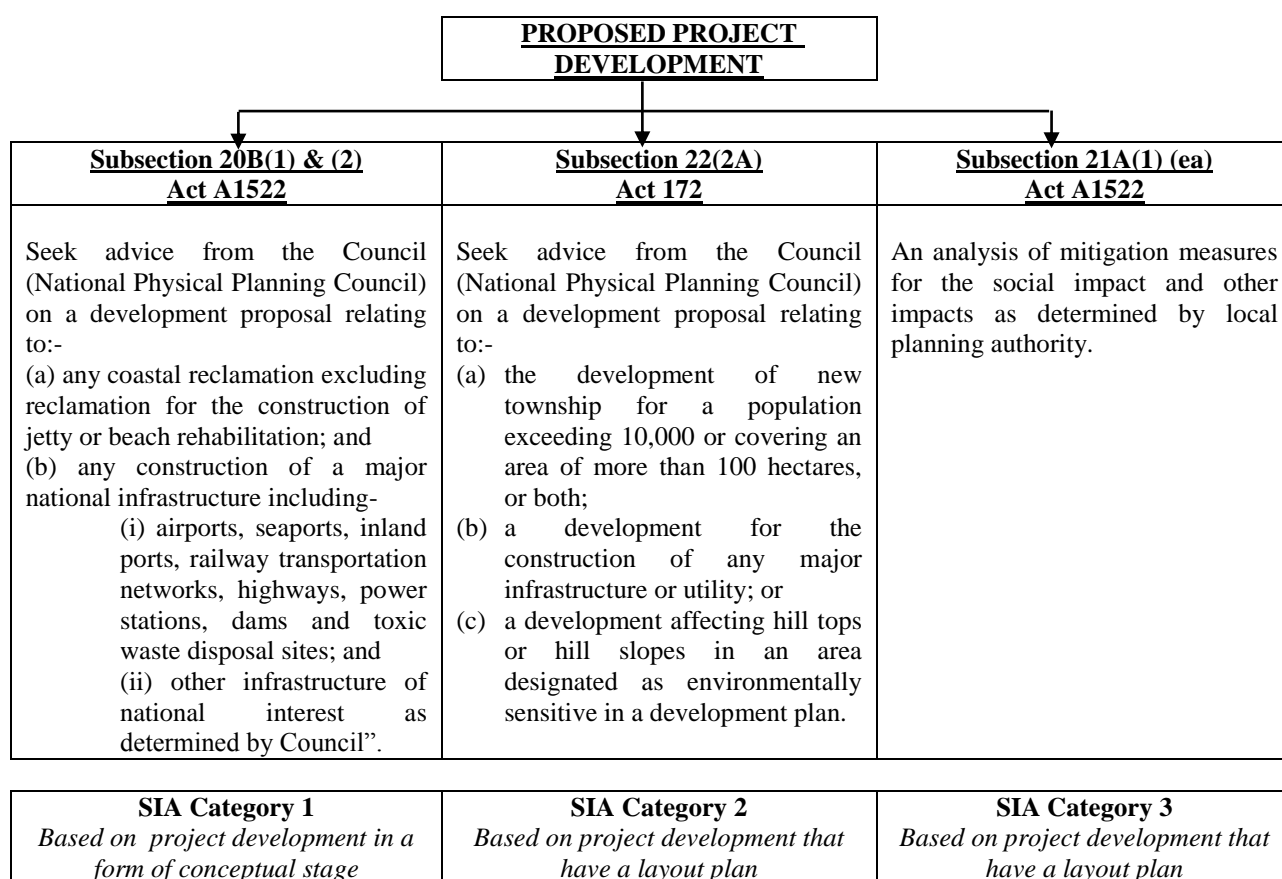 PROPOSED PROJECT
DEVELOPMENT
Subsection 20B(1) & (2)
Act A1522
Seek advice from the Council
(National Physical Planning Council)
on a development proposal relating
to:-
(a) any coastal reclamation excluding
reclamation for the construction of
jetty or beach rehabilitation; and
(b) any construction of a major
national infrastructure including-
(i) airports, seaports, inland
ports, railway transportation
networks, highways, power
stations, dams and toxic
waste disposal sites; and
(ii) other infrastructure of
national interest as
determined by Council”.
Subsection 22(2A)
Act 172
Seek advice from the Council
(National Physical Planning Council)
on a development proposal relating
to:-
(a) the development of new
township for a population
exceeding 10,000 or covering an
area of more than 100 hectares,
or both;
(b) a development for the
construction of any major
infrastructure or utility; or
(c) a development affecting hill tops
or hill slopes in an area
designated as environmentally
sensitive in a development plan.
Subsection 21A(1) (ea)
Act A1522
An analysis of mitigation measures
for the social impact and other
impacts as determined by local
planning authority.
SIA Category 1
Based on project development in a
form of conceptual stage
SIA Category 2
Based on project development that
have a layout plan
SIA Category 3
Based on project development that
have a layout plan